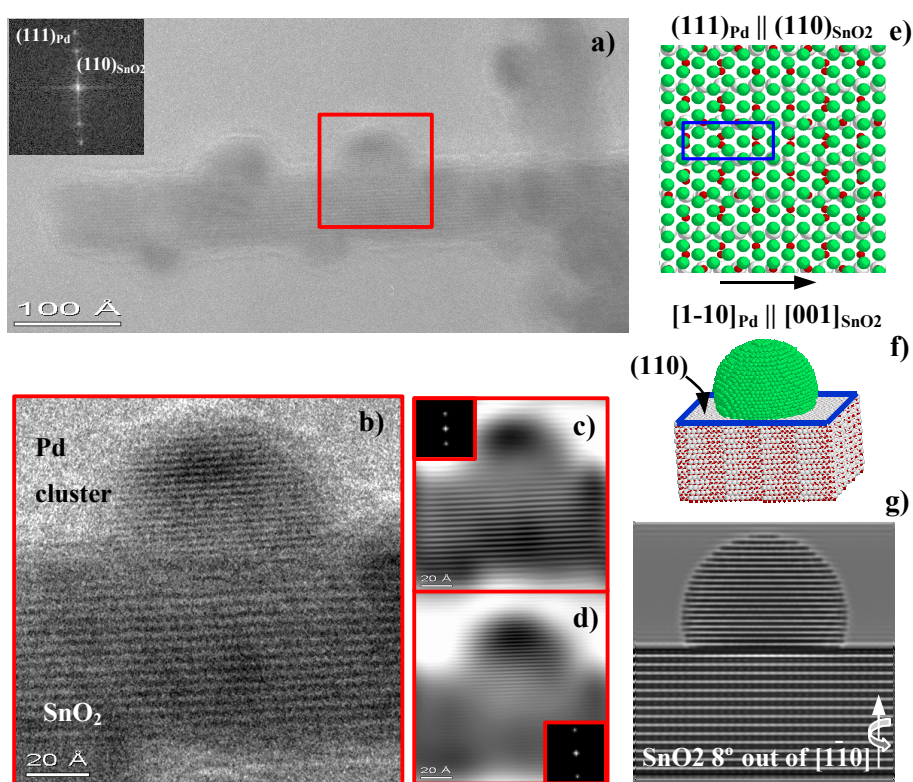 (111)Pd
(110)SnO2
a)
100 Å
(111)Pd || (110)SnO2
e)
[1-10]Pd || [001]SnO2
f)
(110)
b)
Pd
cluster
SnO2
20 Å
c)
20 Å
d)
20 Å
g)
SnO2 8º out of [1̄10]